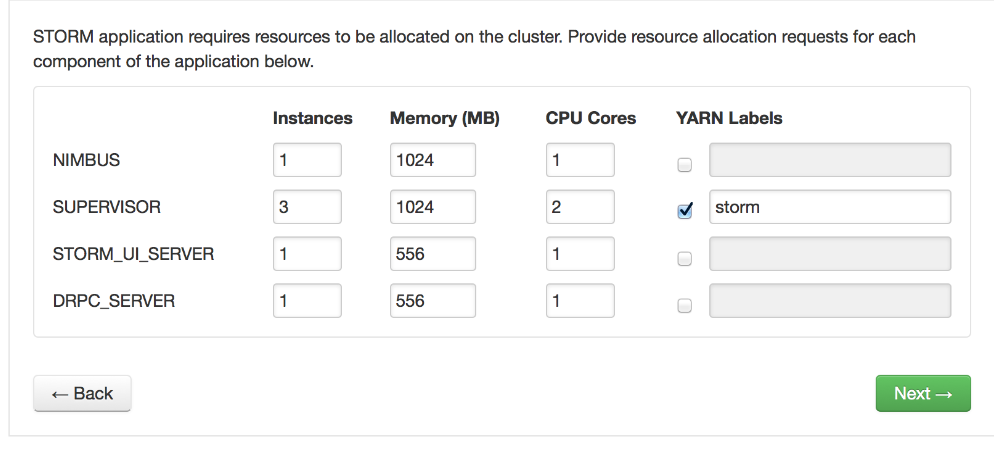 STORM application requires resources to be allocated on the cluster. Provide resource allocation requests for each
component of the application below.
Instances Memory (MB) CPU Cores YARN Labels
NIMBUS 1 1024 1
SUPERVISOR 3 1024 2 storm
STORM_UI_SERVER 1 556 1
DRPC_SERVER 1 556 1
← Back Next →